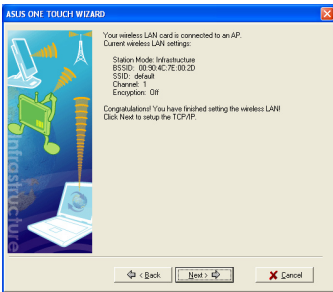 ASUS ONE TOUCH WIZARD
Your wireless LAN card is connected to an AP.
Current wireless LAN settings:
Station Mode: Infrastructure
BSSID: 00:90:4C:7E:00:2D
SSID: default
Channel: 1
Encryption: Off
Congratulations! You have finished setting the wireless LAN!
Click Next to setup the TCP/IP.
Infrastructure
< Back
Next >
Cancel